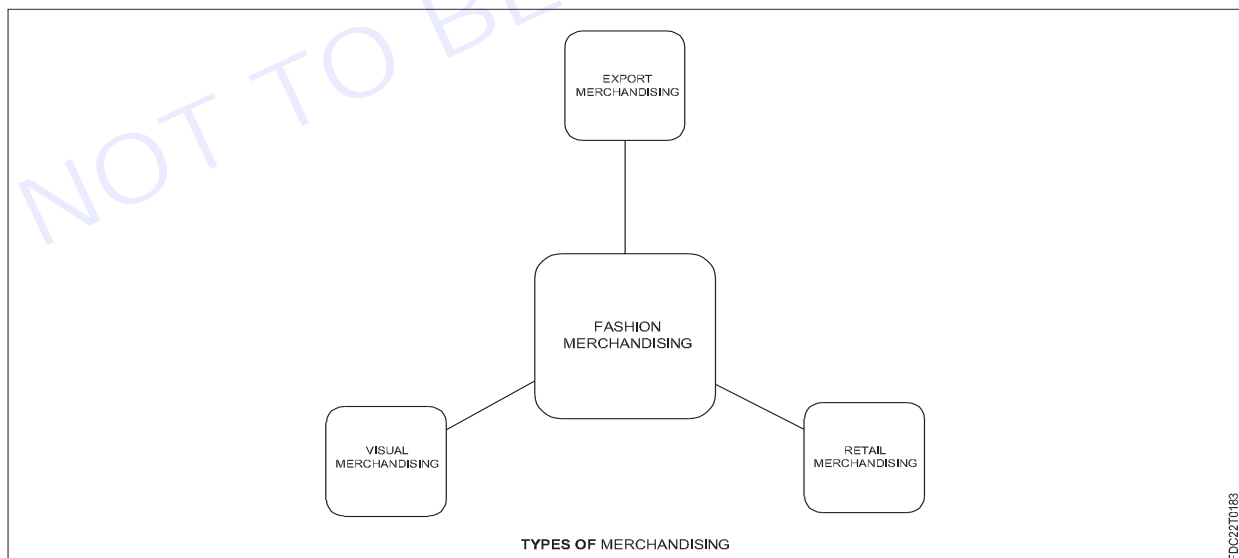 NOT TO BE
EXPORT
MERCHANDISING
FASHION
MERCHANDISING
VISUAL
MERCHANDISING
RETAIL
MERCHANDISING
TYPES OF MERCHANDISING
FDC22T0183